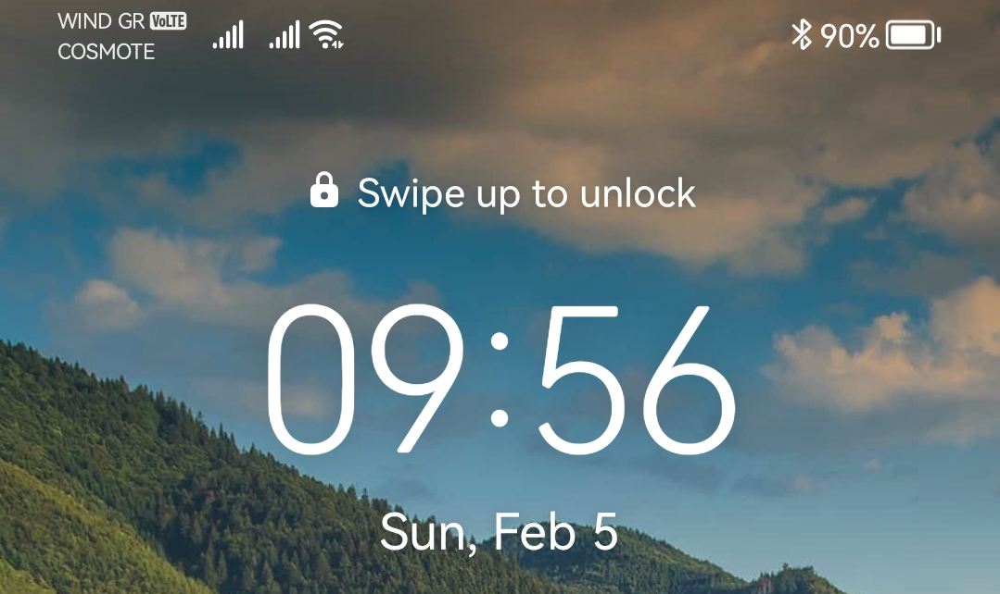 WIND GR VoLTE
COSMOTE
90%
Swipe up to unlock
09:56
Sun, Feb 5